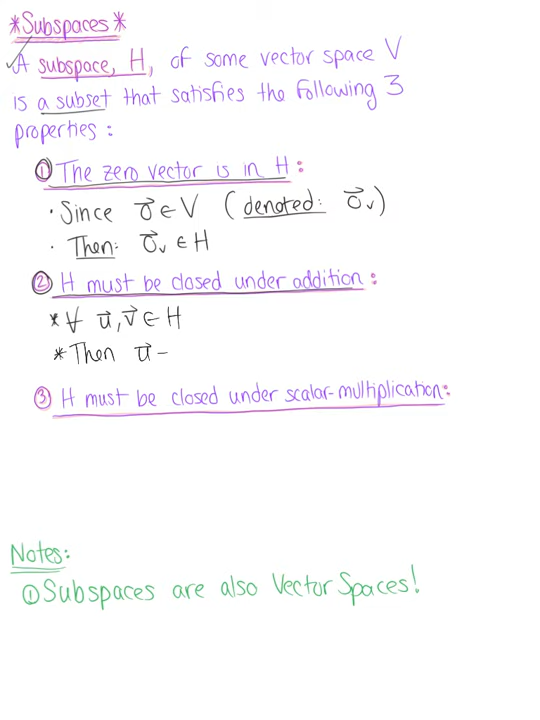 *Subspaces*
A subspace, H, of some vector space V
is a subset that satisfies the following 3
properties:
① The zero vector is in H:
· Since 0⃗ ∈ V (denoted: 0⃗ᵥ)
· Then: 0⃗ᵥ ∈ H
② H must be closed under addition:
* ∀ u⃗, v⃗ ∈ H
* Then u⃗ –
③ H must be closed under scalar-multiplication:
Notes:
① Subspaces are also Vector Spaces!